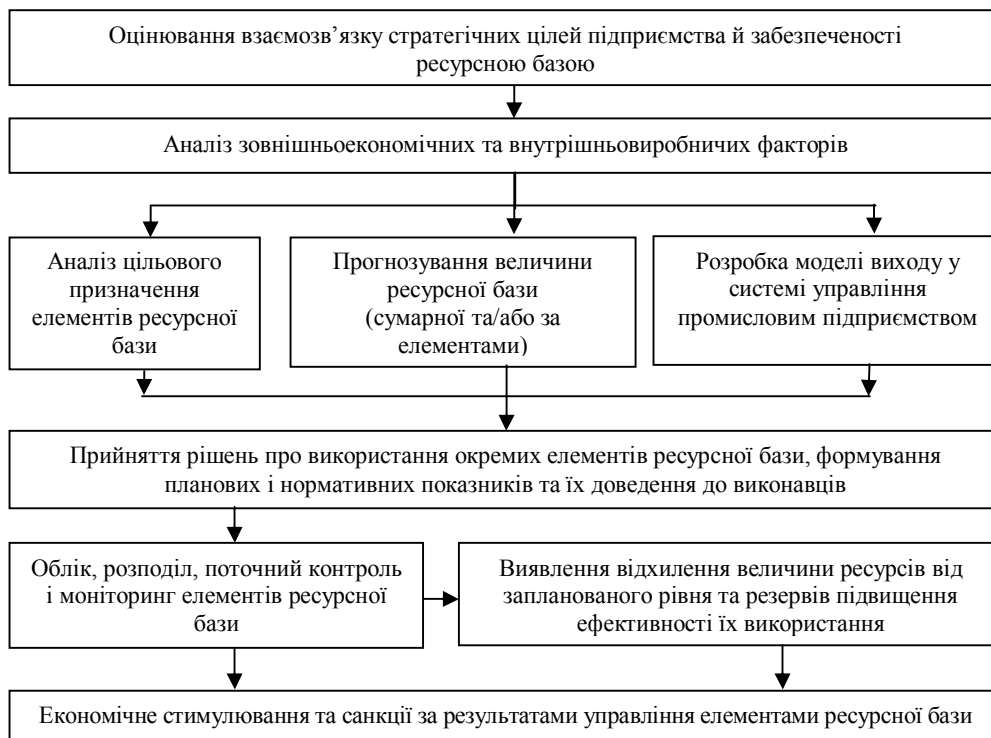 Оцінювання взаємозв’язку стратегічних цілей підприємства й забезпеченості
ресурсною базою
Аналіз зовнішньоекономічних та внутрішньовиробничих факторів
Аналіз цільового
призначення
елементів ресурсної
бази
Прогнозування величини
ресурсної бази
(сумарної та/або за
елементами)
Розробка моделі виходу у
системі управління
промисловим підприємством
Прийняття рішень про використання окремих елементів ресурсної бази, формування
планових і нормативних показників та їх доведення до виконавців
Облік, розподіл, поточний контроль
і моніторинг елементів ресурсної
бази
Виявлення відхилення величини ресурсів від
запланованого рівня та резервів підвищення
ефективності їх використання
Економічне стимулювання та санкції за результатами управління елементами ресурсної бази